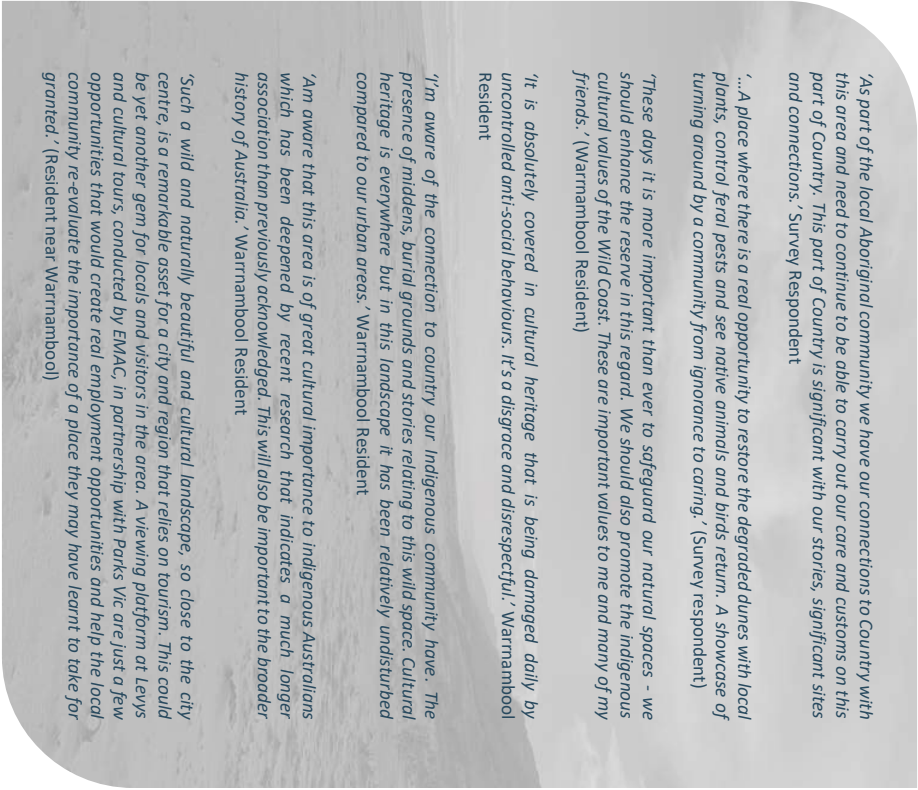 ‘As part of the local Aboriginal community we have our connections to Country with
this area and need to continue to be able to carry out our care and customs on this
part of Country. This part of Country is significant with our stories, significant sites
and connections.’ Survey Respondent
‘...A place where there is a real opportunity to restore the degraded dunes with local
plants, control feral pests and see native animals and birds return. A showcase of
turning around by a community from ignorance to caring.’ (Survey respondent)
‘These days it is more important than ever to safeguard our natural spaces - we
should enhance the reserve in this regard. We should also promote the indigenous
cultural values of the Wild Coast. These are important values to me and many of my
friends.’ (Warrnambool Resident)
‘It is absolutely covered in cultural heritage that is being damaged daily by
uncontrolled anti-social behaviours. It’s a disgrace and disrespectful.’ Warrnambool
Resident
‘I’m aware of the connection to country our Indigenous community have. The
presence of middens, burial grounds and stories relating to this wild space. Cultural
heritage is everywhere but in this landscape it has been relatively undisturbed
compared to our urban areas.’ Warrnambool Resident
‘Am aware that this area is of great cultural importance to indigenous Australians
which has been deepened by recent research that indicates a much longer
association than previously acknowledged. This will also be important to the broader
history of Australia.’ Warrnambool Resident
‘Such a wild and naturally beautiful and cultural landscape, so close to the city
centre, is a remarkable asset for a city and region that relies on tourism. This could
be yet another gem for locals and visitors in the area. A viewing platform at Levys
and cultural tours, conducted by EMAC, in partnership with Parks Vic are just a few
opportunities that would create real employment opportunities and help the local
community re-evaluate the importance of a place they may have learnt to take for
granted.’ (Resident near Warrnambool)